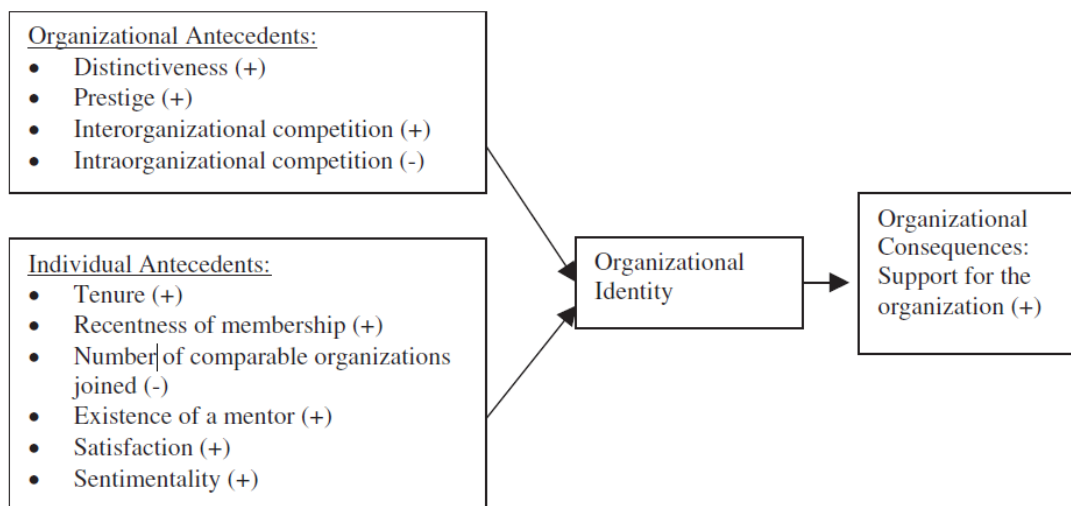 Organizational Antecedents:
• Distinctiveness (+)
• Prestige (+)
• Interorganizational competition (+)
• Intraorganizational competition (-)
Individual Antecedents:
• Tenure (+)
• Recentness of membership (+)
• Number of comparable organizations
joined (-)
• Existence of a mentor (+)
• Satisfaction (+)
• Sentimentality (+)
Organizational
Identity
Organizational
Consequences:
Support for the
organization (+)